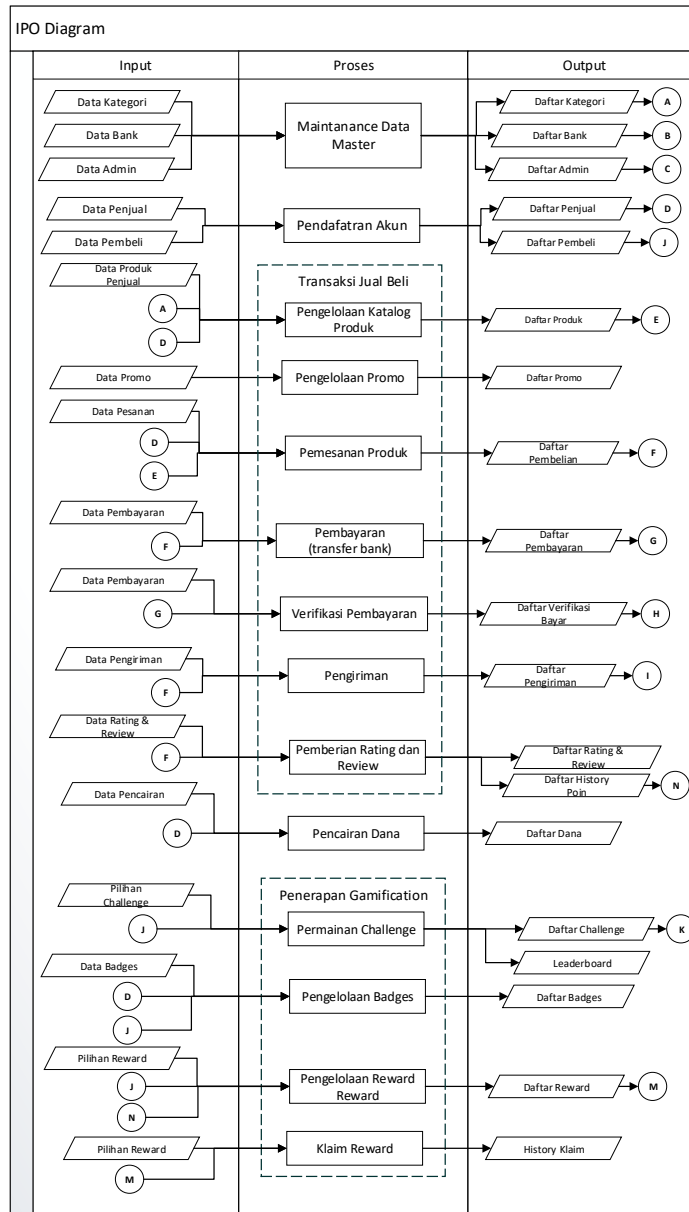 IPO Diagram
Input
Proses
Output
Data Kategori
Data Bank
Data Admin
Maintanance Data
Master
Daftar Kategori
A
Daftar Bank
B
Daftar Admin
C
Data Penjual
Data Pembeli
Pendafatran Akun
Daftar Penjual
D
Daftar Pembeli
J
Transaksi Jual Beli
Data Produk
Penjual
A
D
Pengelolaan Katalog
Produk
Daftar Produk
E
Data Promo
Pengelolaan Promo
Daftar Promo
Data Pesanan
D
E
Pemesanan Produk
Daftar
Pembelian
F
Data Pembayaran
F
Pembayaran
(transfer bank)
Daftar
Pembayaran
G
Data Pembayaran
G
Verifikasi Pembayaran
Daftar Verifikasi
Bayar
H
Data Pengiriman
F
Pengiriman
Daftar
Pengiriman
I
Data Rating &
Review
F
Pemberian Rating dan
Review
Daftar Rating &
Review
Daftar History
Poin
N
Data Pencairan
D
Pencairan Dana
Daftar Dana
Penerapan Gamification
Pilihan
Challenge
J
Permainan Challenge
Daftar Challenge
K
Leaderboard
Data Badges
D
J
Pengelolaan Badges
Daftar Badges
Pilihan Reward
J
N
Pengelolaan Reward
Reward
Daftar Reward
M
Pilihan Reward
M
Klaim Reward
History Klaim